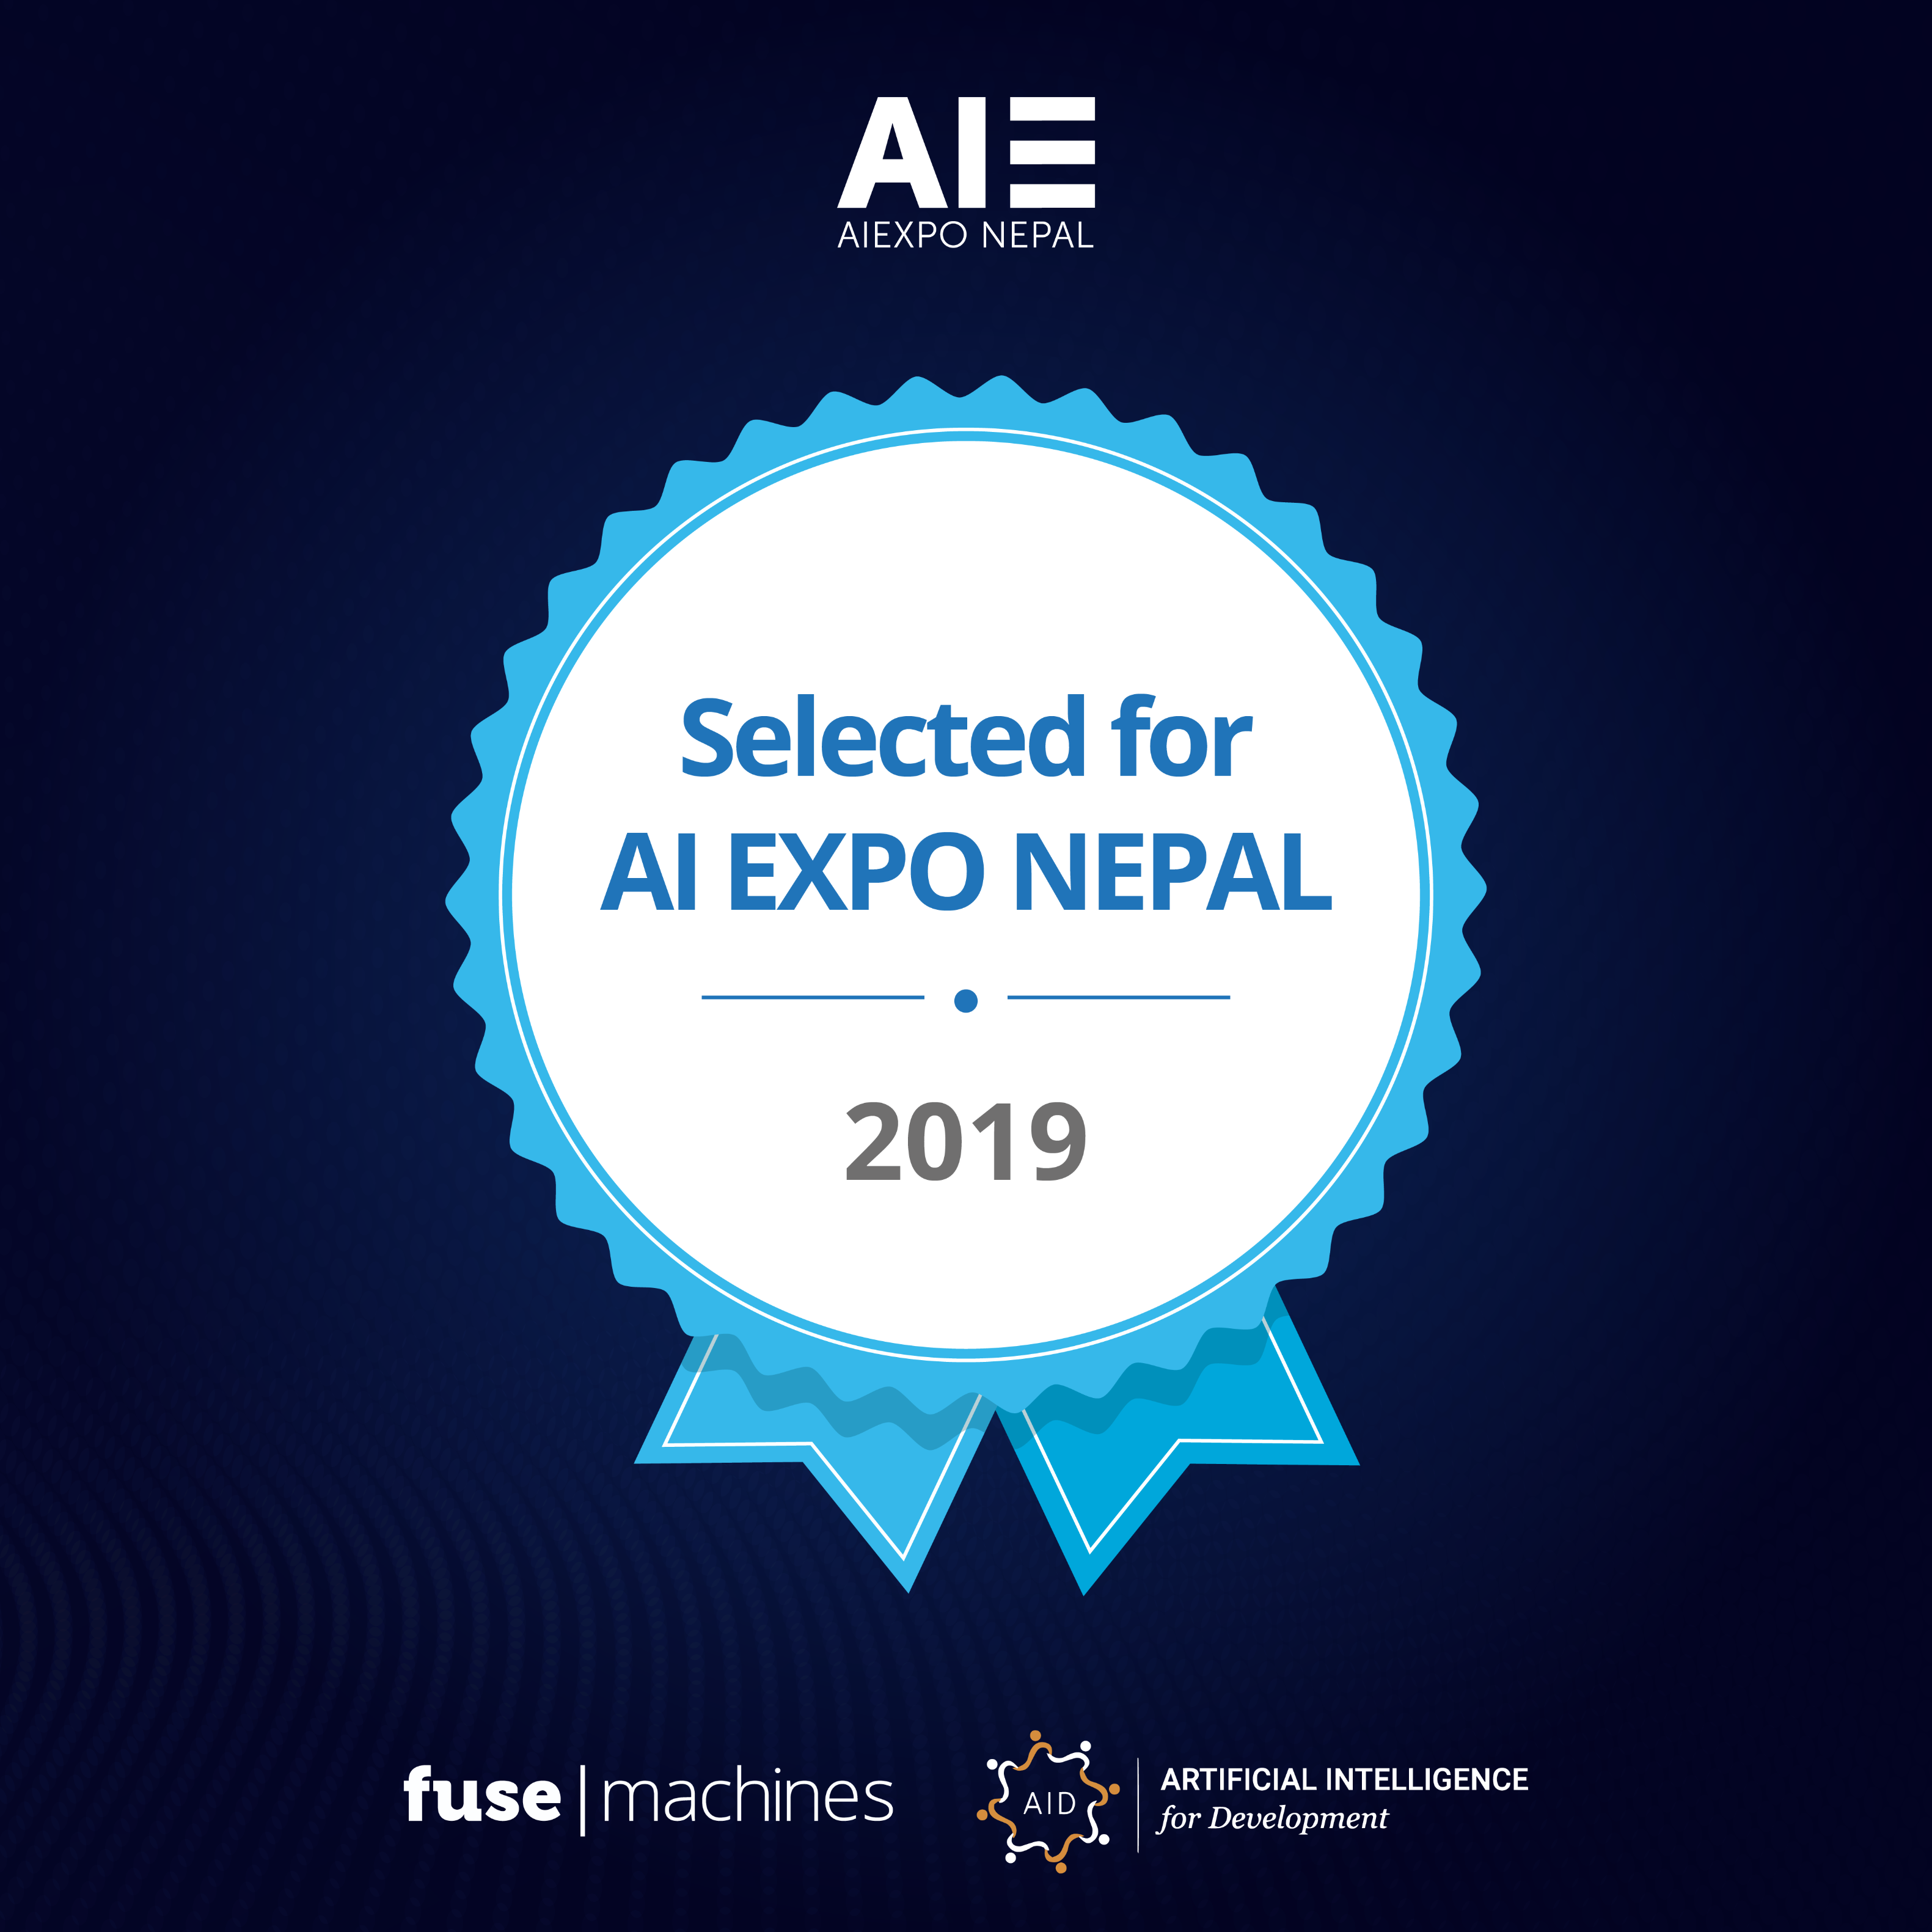 AIE
AIEXPO NEPAL
Selected for
AI EXPO NEPAL
2019
fuse|machines
AID
ARTIFICIAL INTELLIGENCE
for Development